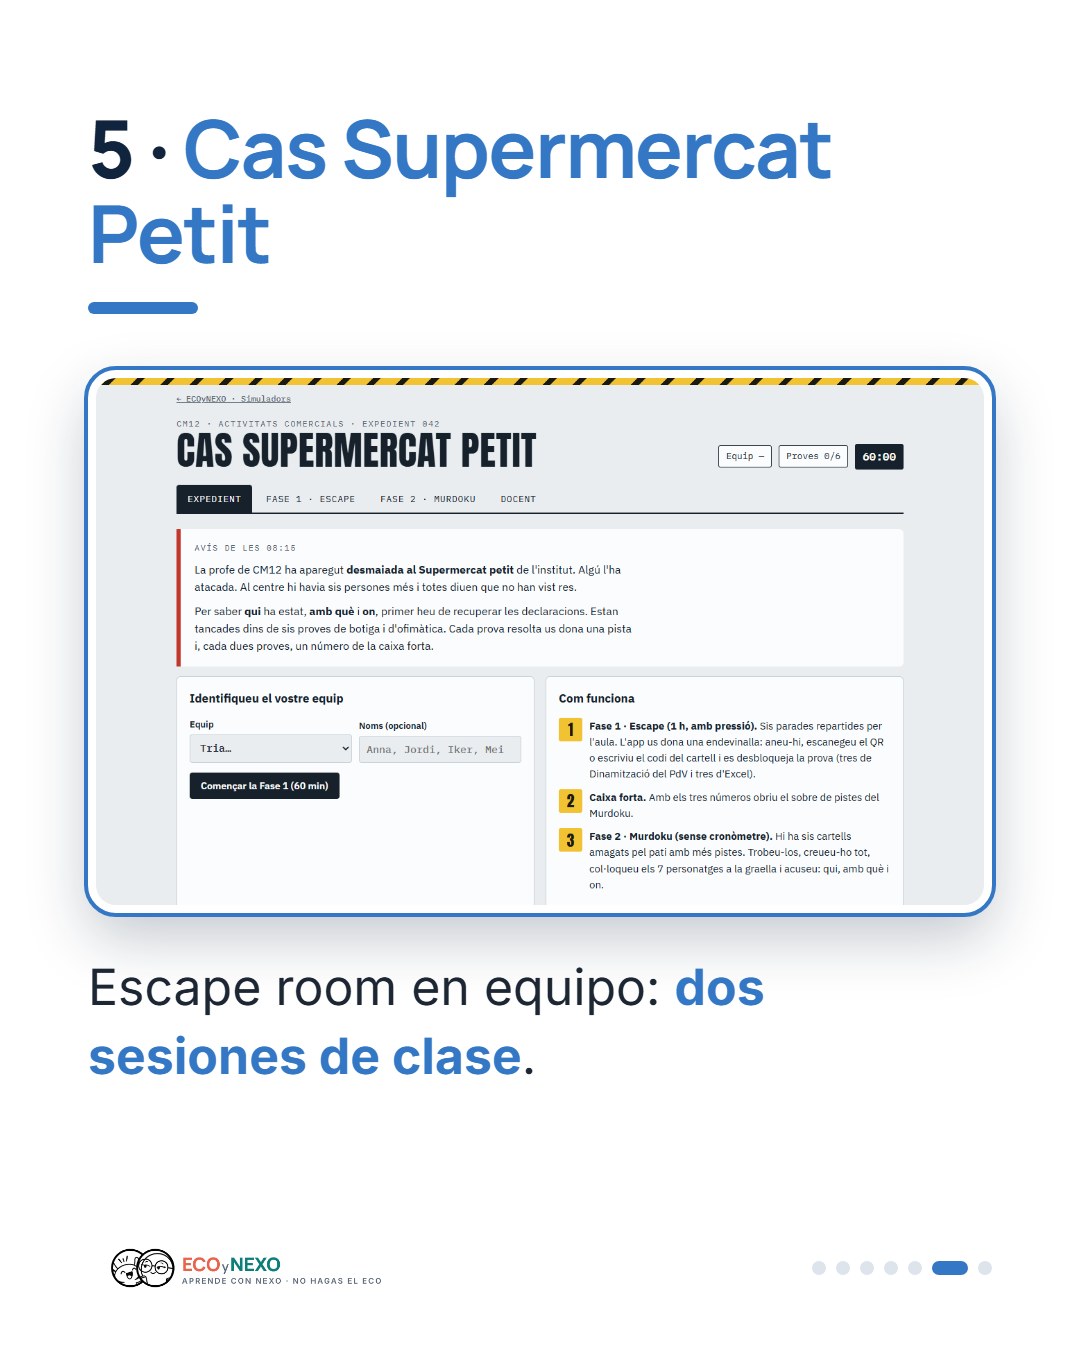 5 · Cas Supermercat
Petit
← ECOyNEXO · Simuladors
CM12 · ACTIVITATS COMERCIALS · EXPEDIENT 042
CAS SUPERMERCAT PETIT
Equip —
Proves 0/6
60:00
EXPEDIENT
FASE 1 · ESCAPE
FASE 2 · MURDOKU
DOCENT
AVÍS DE LES 08:15
La profe de CM12 ha aparegut desmaiada al Supermercat petit de l'institut. Algú l'ha
atacada. Al centre hi havia sis persones més i totes diuen que no han vist res.
Per saber qui ha estat, amb què i on, primer heu de recuperar les declaracions. Estan
tancades dins de sis proves de botiga i d'ofimàtica. Cada prova resolta us dona una pista
i, cada dues proves, un número de la caixa forta.
Identifiqueu el vostre equip
Equip
Tria…
Noms (opcional)
Anna, Jordi, Iker, Mei
Començar la Fase 1 (60 min)
Com funciona
1
Fase 1 · Escape (1 h, amb pressió). Sis parades repartides per
l'aula. L'app us dona una endevinalla: aneu-hi, escanegeu el QR
o escriviu el codi del cartell i es desbloqueja la prova (tres de
Dinamització del PdV i tres d'Excel).
2
Caixa forta. Amb els tres números obriu el sobre de pistes del
Murdoku.
3
Fase 2 · Murdoku (sense cronòmetre). Hi ha sis cartells
amagats pel pati amb més pistes. Trobeu-los, creueu-ho tot,
col·loqueu els 7 personatges a la graella i acuseu: qui, amb què i
on.
Escape room en equipo: dos
sesiones de clase.
ECOyNEXO
APRENDE CON NEXO · NO HAGAS EL ECO